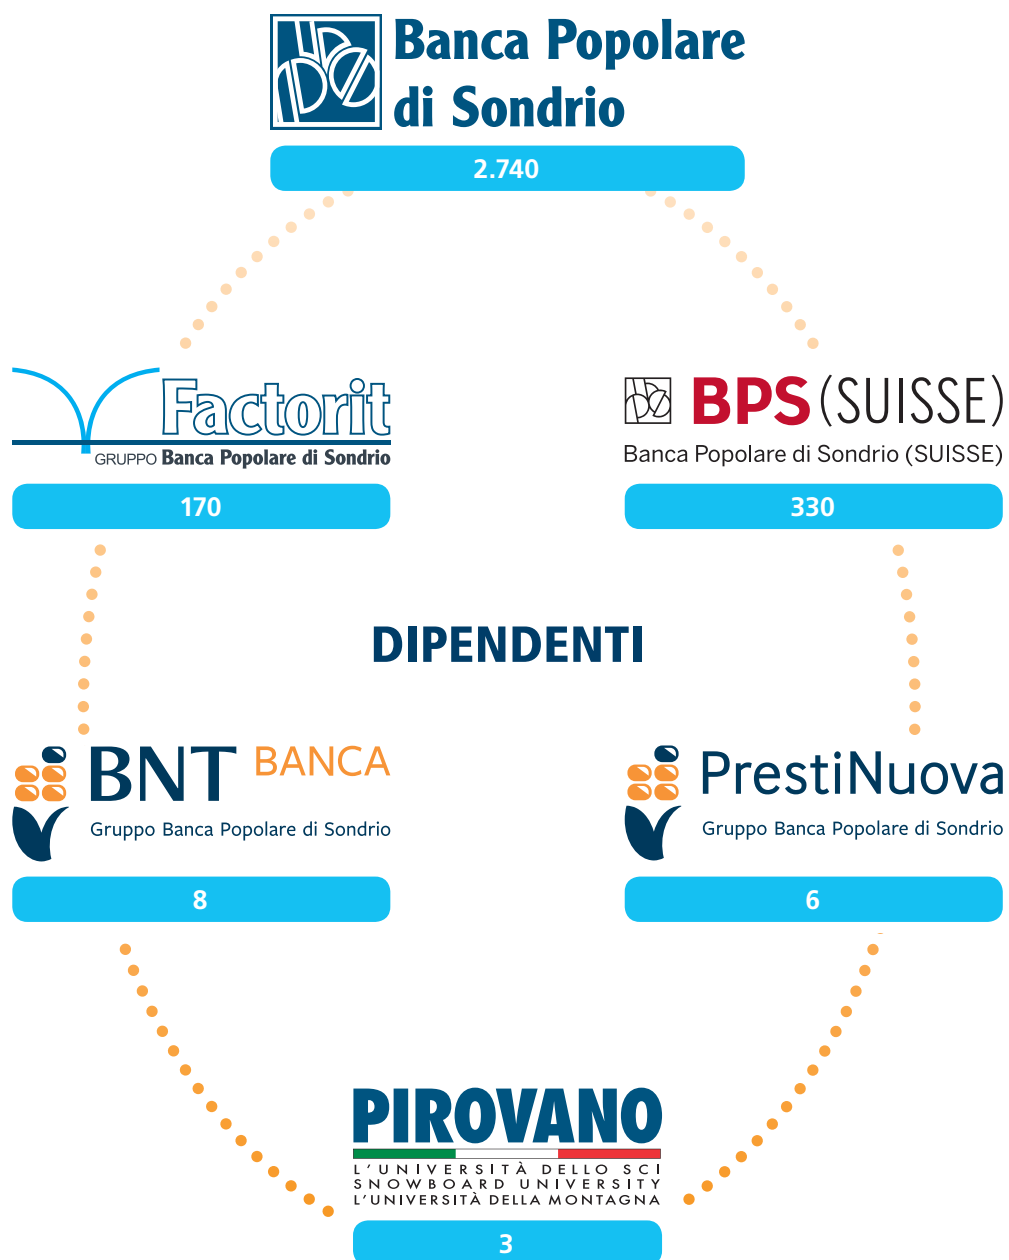 Banca Popolare
di Sondrio
2.740
Factorit
GRUPPO Banca Popolare di Sondrio
170
BPS (SUISSE)
Banca Popolare di Sondrio (SUISSE)
330
DIPENDENTI
BNT BANCA
Gruppo Banca Popolare di Sondrio
8
PrestiNuova
Gruppo Banca Popolare di Sondrio
6
PIROVANO
L'UNIVERSITÀ DELLO SCI
SNOWBOARD UNIVERSITY
L'UNIVERSITÀ DELLA MONTAGNA
3